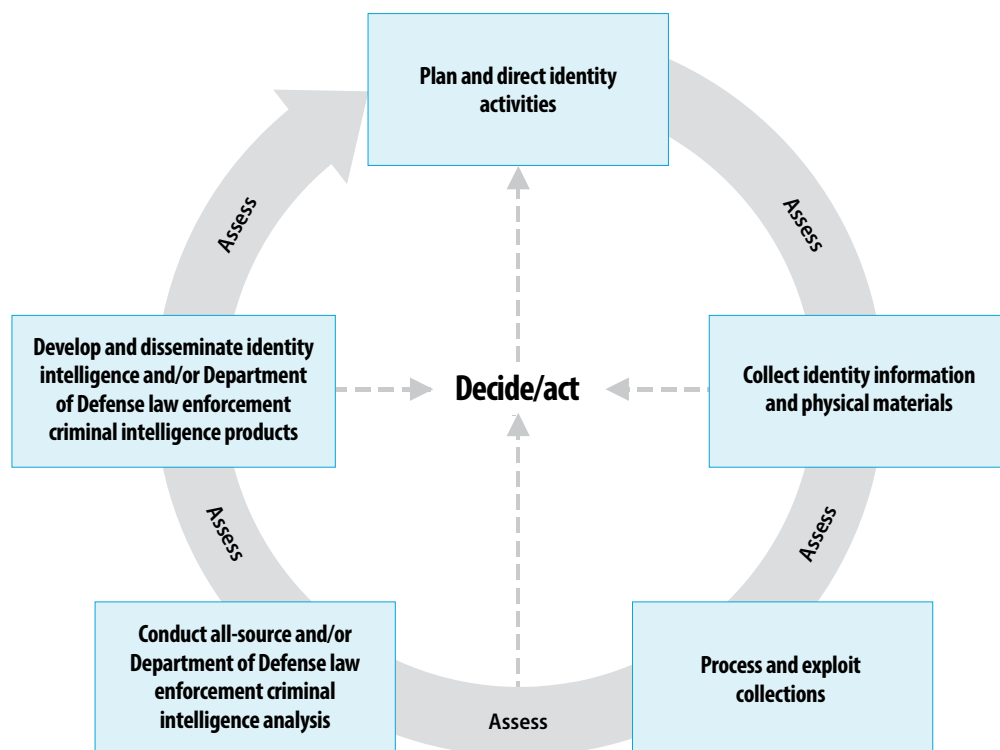 Plan and direct identity
activities
Assess
Assess
Develop and disseminate identity
intelligence and/or Department
of Defense law enforcement
criminal intelligence products
Decide/act
Collect identity information
and physical materials
Assess
Assess
Conduct all-source and/or
Department of Defense law
enforcement criminal
intelligence analysis
Assess
Process and exploit
collections